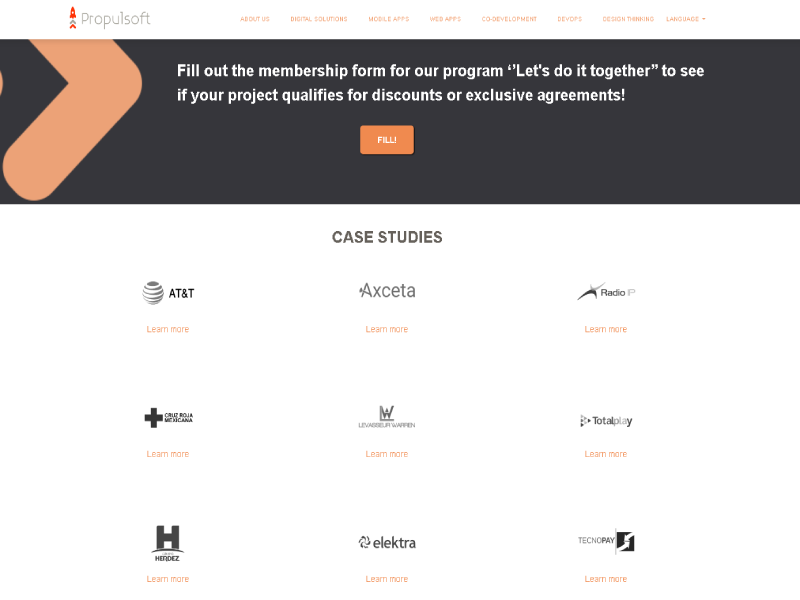 Propulsoft
ABOUT US DIGITAL SOLUTIONS MOBILE APPS WEB APPS CO-DEVELOPMENT DEVOPS DESIGN THINKING LANGUAGE
Fill out the membership form for our program ‘’Let's do it together” to see
if your project qualifies for discounts or exclusive agreements!
FILL!
CASE STUDIES
AT&T Axceta Radio IP
Learn more Learn more Learn more
CRUZ ROJA
MEXICANA
LW
LEVASSEUR WARREN
Totalplay
Learn more Learn more Learn more
H
HERDEZ
elektra
TECNOPAY
Learn more Learn more Learn more